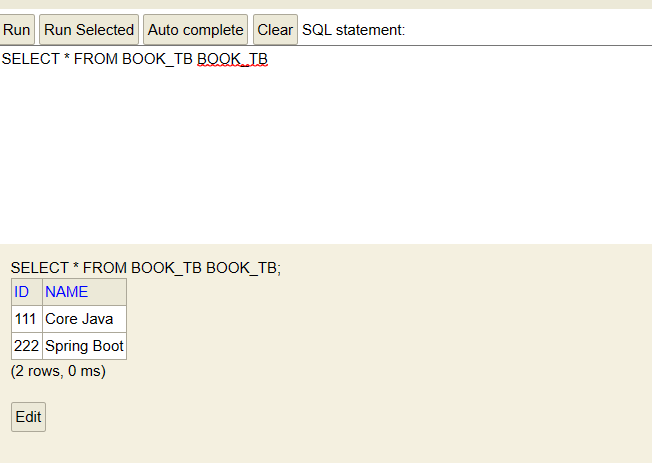 Run Run Selected Auto complete Clear SQL statement:
SELECT * FROM BOOK_TB BOOK_TB
SELECT * FROM BOOK_TB BOOK_TB;
ID NAME
111 Core Java
222 Spring Boot
(2 rows, 0 ms)
Edit